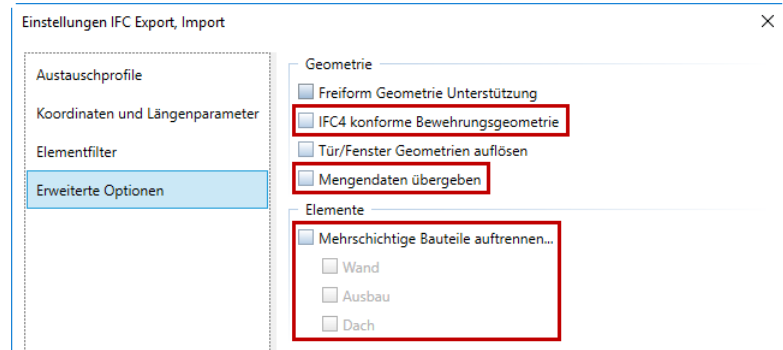 Einstellungen IFC Export, Import
Austauschprofile
Koordinaten und Längenparameter
Elementfilter
Erweiterte Optionen
Geometrie
Freiform Geometrie Unterstützung
IFC4 konforme Bewehrungsgeometrie
Tür/Fenster Geometrien auflösen
Mengendaten übergeben
Elemente
Mehrschichtige Bauteile auftrennen...
Wand
Ausbau
Dach